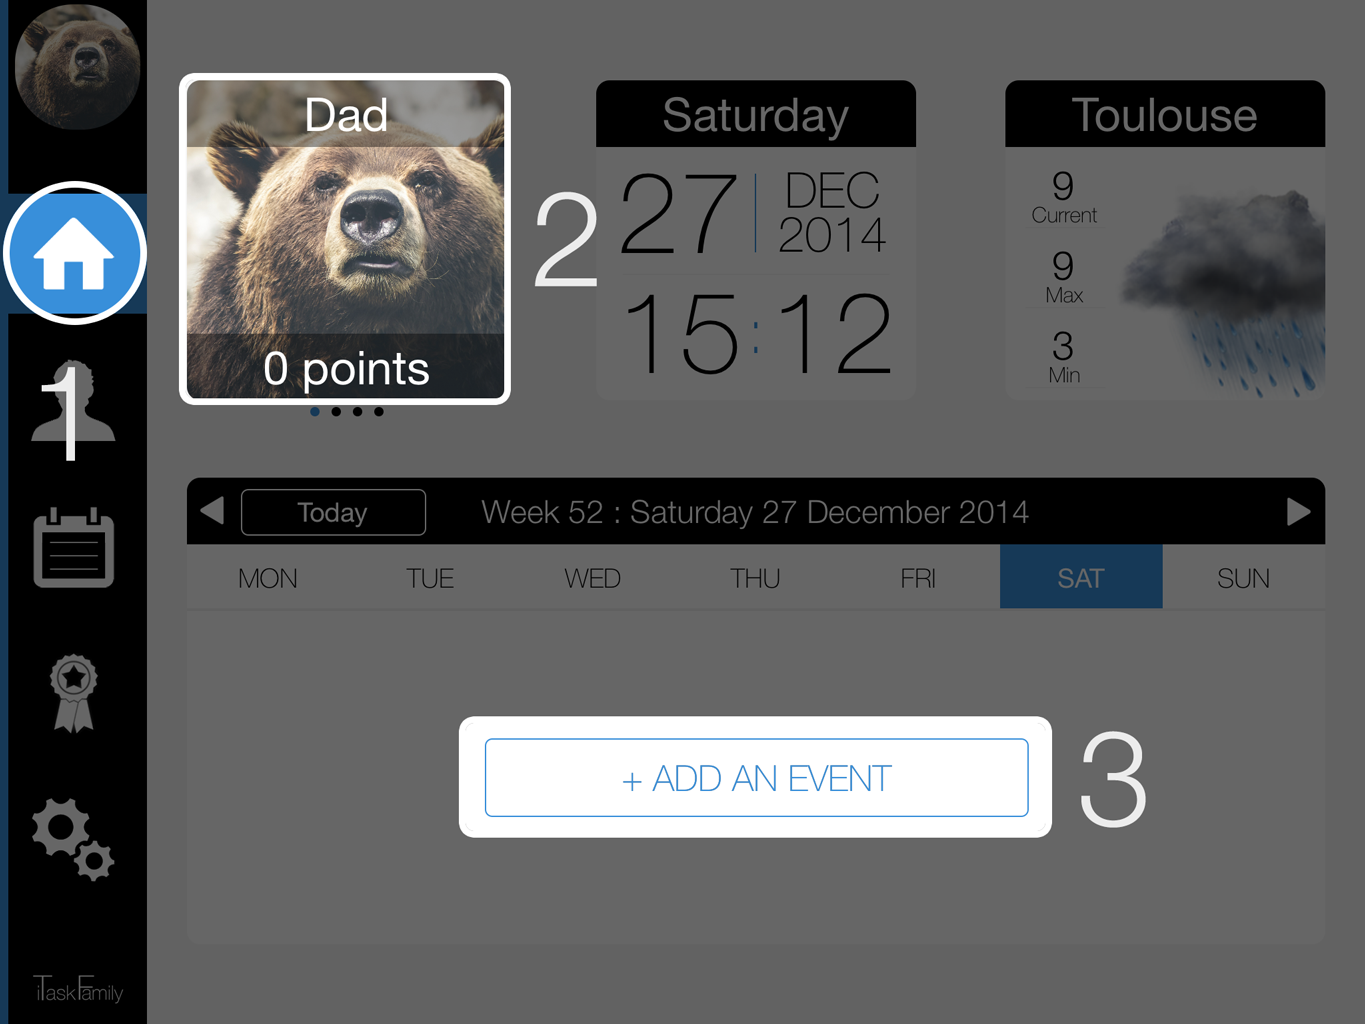 Dad
0 points
2
Saturday
27
DEC
2014
15:12
Toulouse
9
Current
9
Max
3
Min
1
Today
Week 52 : Saturday 27 December 2014
MON TUE WED THU FRI SAT SUN
+ ADD AN EVENT
3
iTaskFamily